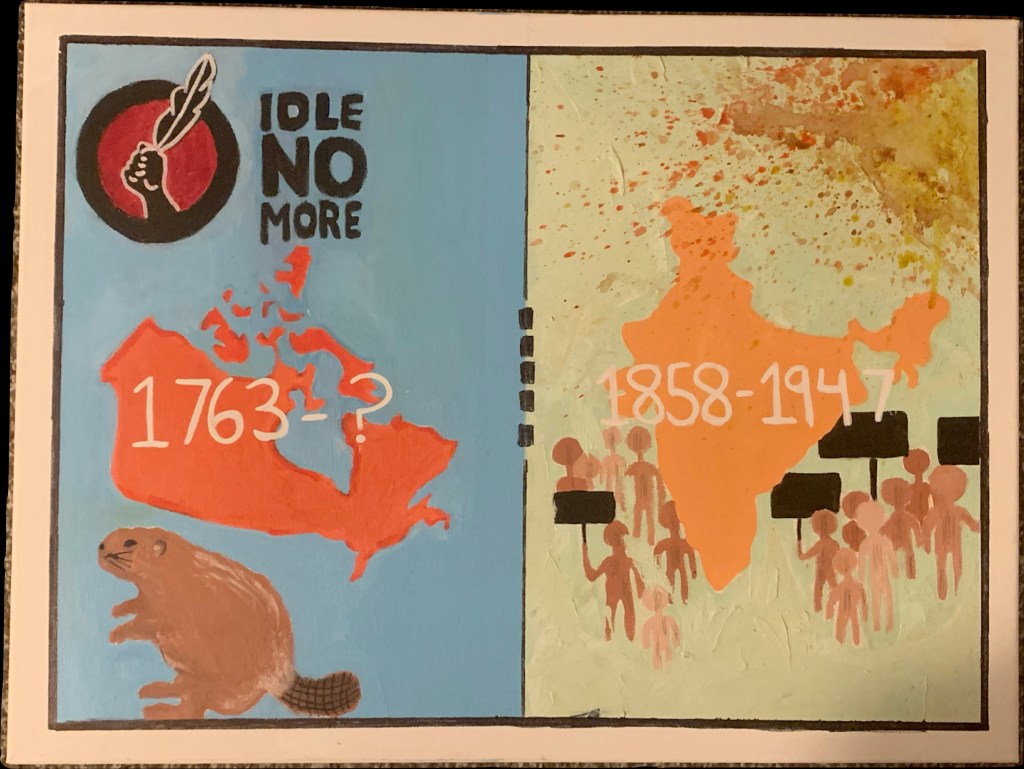 IDLE
NO
MORE
1763-?
1858-1947